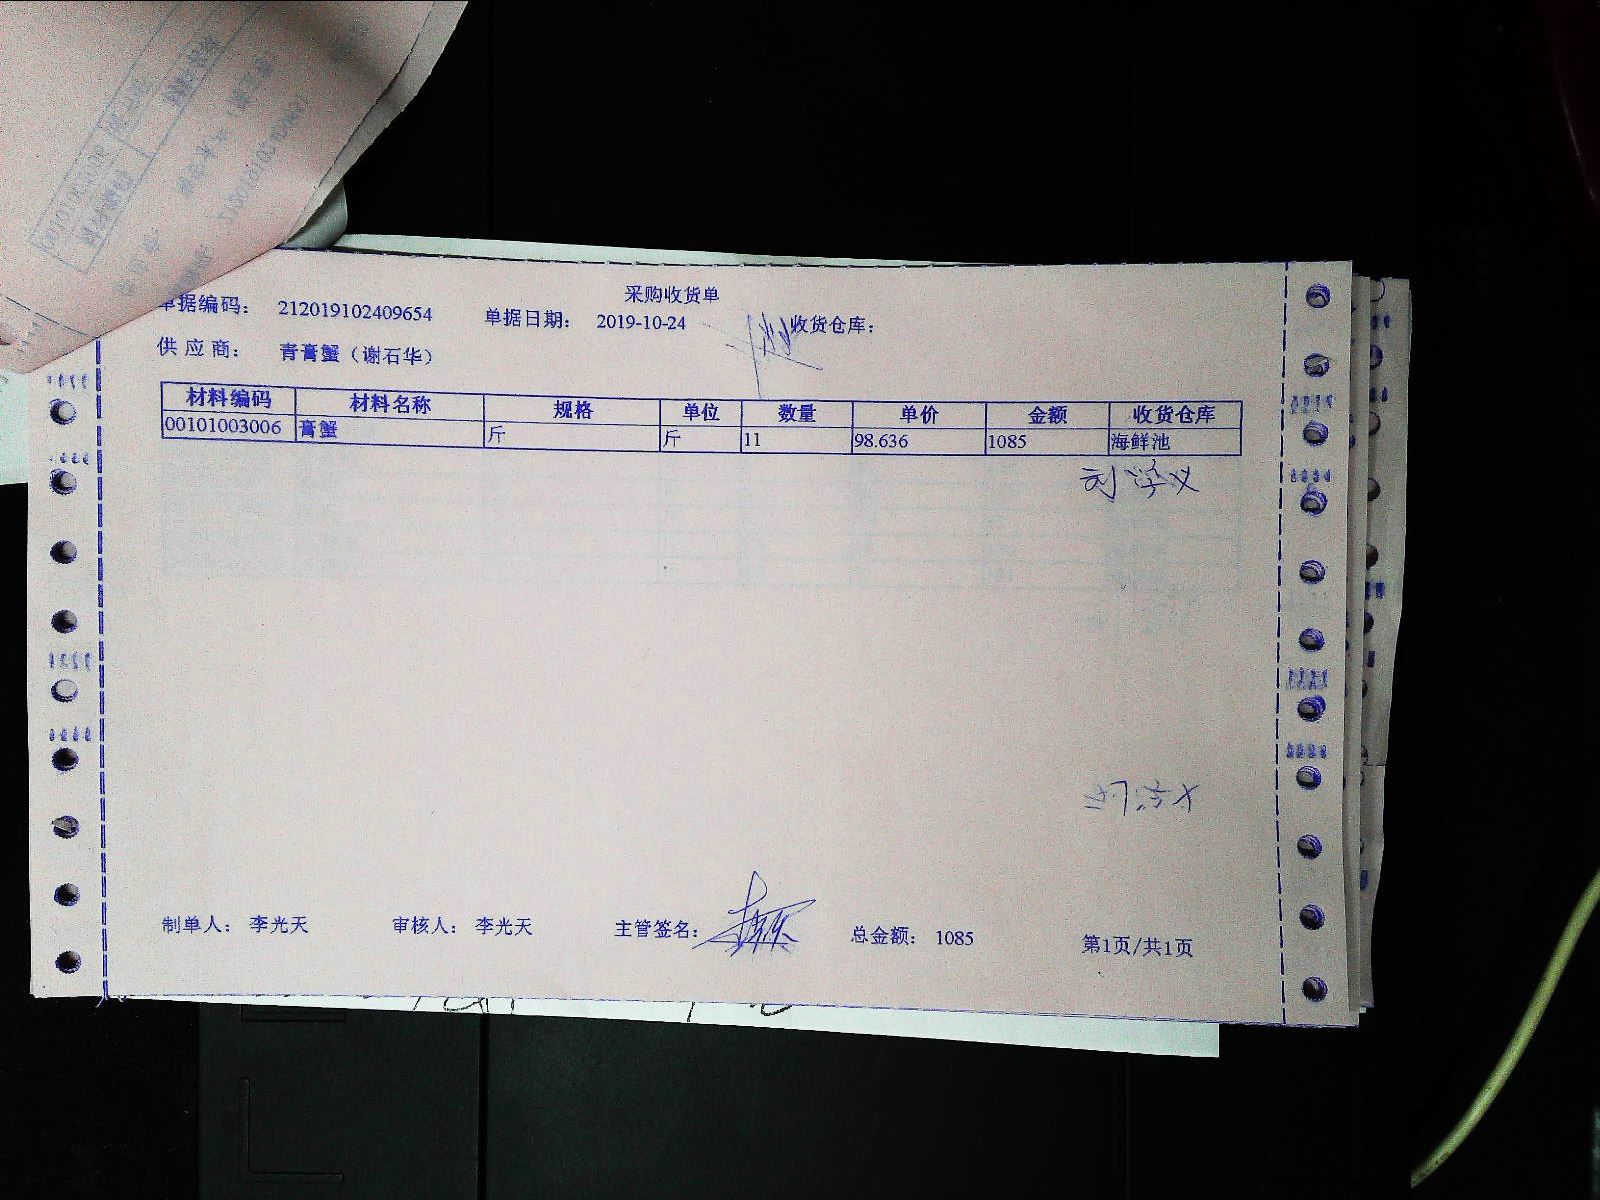 采购收货单
单据编码： 212019102409654 单据日期： 2019-10-24 收货仓库：
供应商： 青膏蟹（谢石华）
材料编码 材料名称 规格 单位 数量 单价 金额 收货仓库
00101003006 膏蟹 斤 斤 11 98.636 1085 海鲜池
制单人： 李光天 审核人： 李光天 主管签名： 总金额： 1085 第1页/共1页